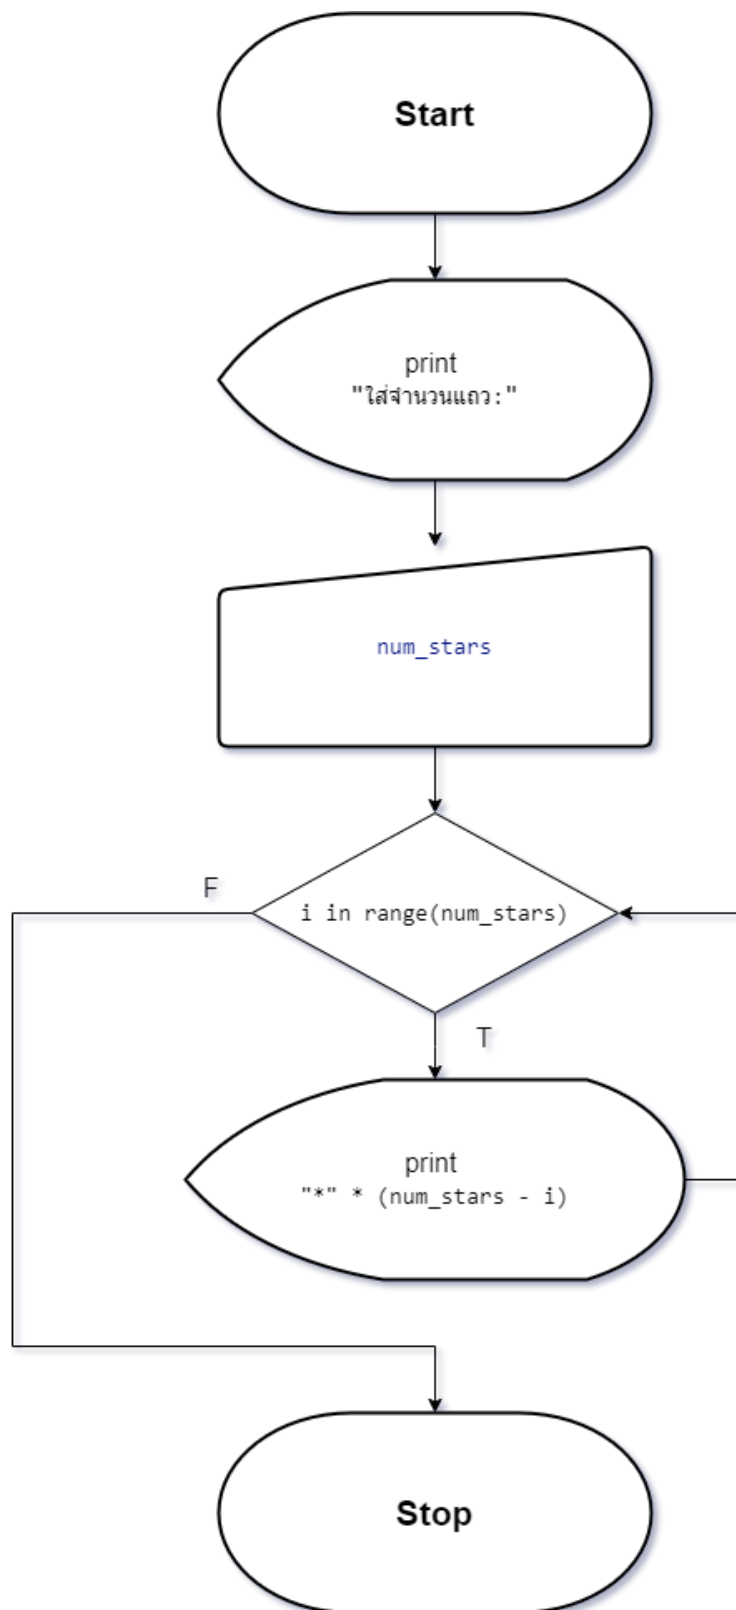 Start
print
"ใส่จำนวนแถว:"
num_stars
F
i in range(num_stars)
T
print
"*" * (num_stars - i)
Stop